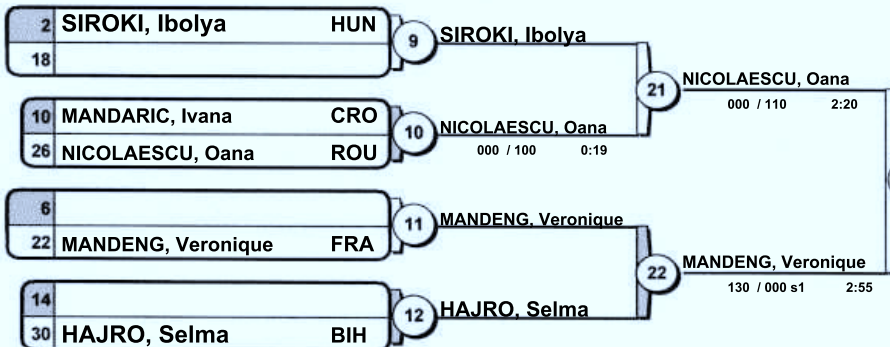 2 SIROKI, Ibolya HUN
18
9
SIROKI, Ibolya
10 MANDARIC, Ivana CRO
26 NICOLAESCU, Oana ROU
10
NICOLAESCU, Oana
000 / 100 0:19
21
NICOLAESCU, Oana
000 / 110 2:20
6
22 MANDENG, Veronique FRA
11
MANDENG, Veronique
14
30 HAJRO, Selma BIH
12
HAJRO, Selma
22
MANDENG, Veronique
130 / 000 s1 2:55